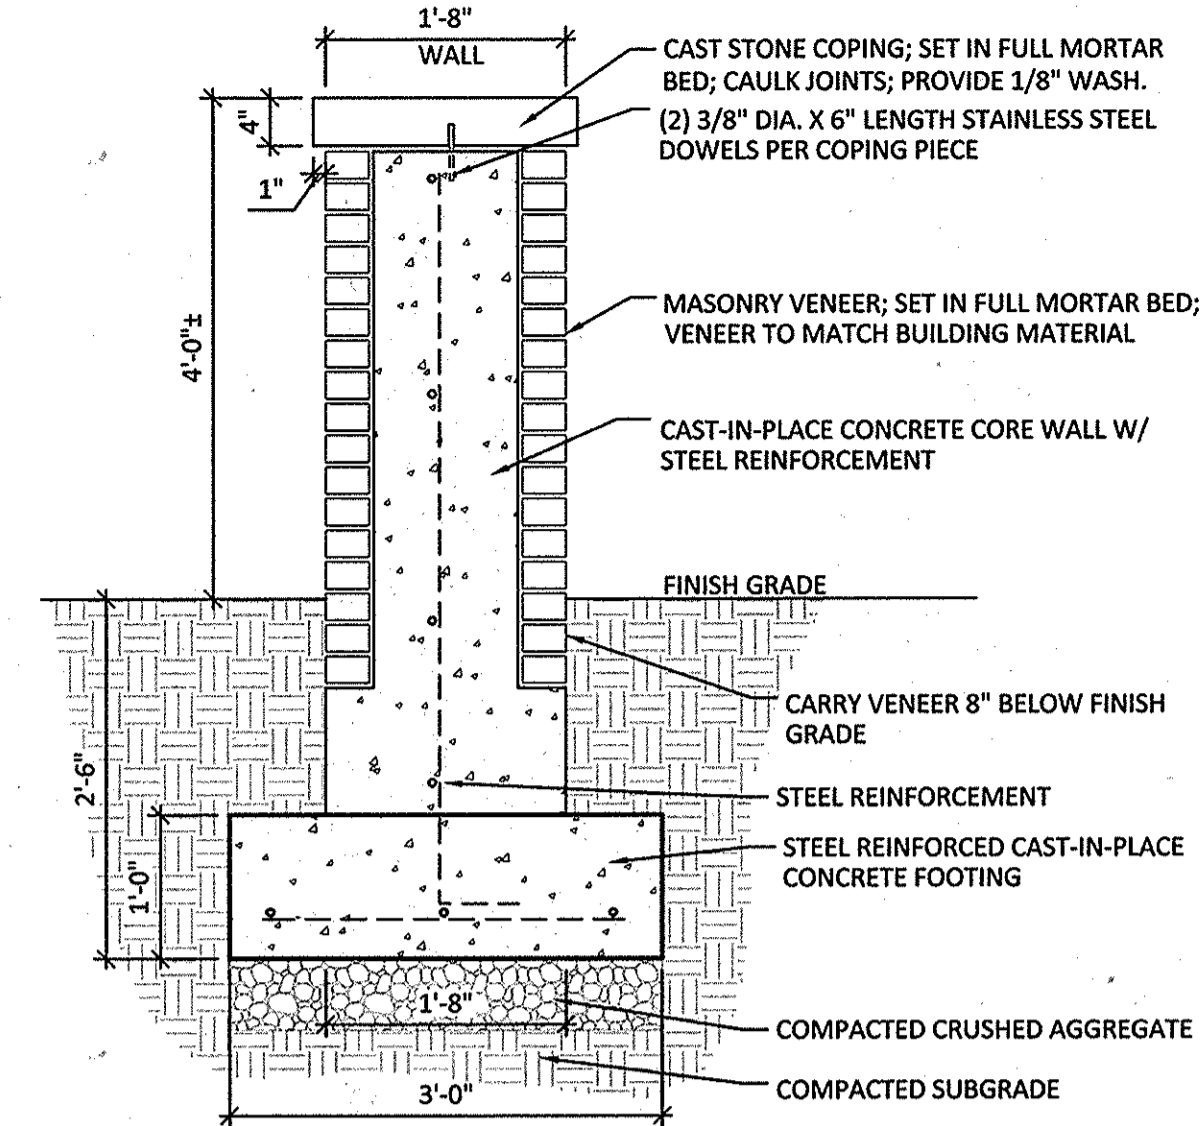 1'-8"
WALL
CAST STONE COPING; SET IN FULL MORTAR
BED; CAULK JOINTS; PROVIDE 1/8" WASH.
(2) 3/8" DIA. X 6" LENGTH STAINLESS STEEL
DOWELS PER COPING PIECE
4"
1"
MASONRY VENEER; SET IN FULL MORTAR BED;
VENEER TO MATCH BUILDING MATERIAL
4'-0"±
CAST-IN-PLACE CONCRETE CORE WALL W/
STEEL REINFORCEMENT
FINISH GRADE
CARRY VENEER 8" BELOW FINISH
GRADE
2'-6"
STEEL REINFORCEMENT
1'-0"
STEEL REINFORCED CAST-IN-PLACE
CONCRETE FOOTING
1'-8"
COMPACTED CRUSHED AGGREGATE
COMPACTED SUBGRADE
3'-0"